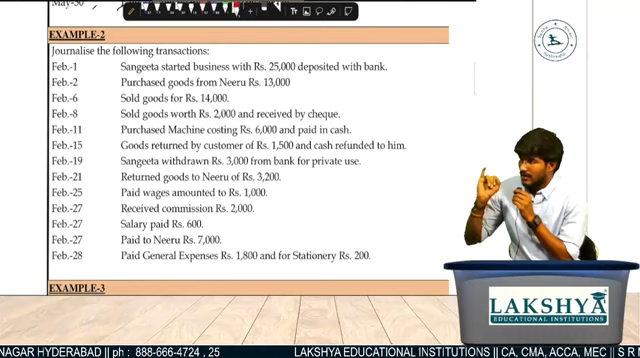 May-30
Tr
EXAMPLE-2
Journalise the following transactions:
Feb.-1 Sangeeta started business with Rs. 25,000 deposited with bank.
Feb.-2 Purchased goods from Neeru Rs. 13,000
Feb.-6 Sold goods for Rs. 14,000.
Feb.-8 Sold goods worth Rs. 2,000 and received by cheque.
Feb.-11 Purchased Machine costing Rs. 6,000 and paid in cash.
Feb.-15 Goods returned by customer of Rs. 1,500 and cash refunded to him.
Feb.-19 Sangeeta withdrawn Rs. 3,000 from bank for private use.
Feb.-21 Returned goods to Neeru of Rs. 3,200.
Feb.-25 Paid wages amounted to Rs. 1,000.
Feb.-27 Received commission Rs. 2,000.
Feb.-27 Salary paid Rs. 600.
Feb.-27 Paid to Neeru Rs. 7,000.
Feb.-28 Paid General Expenses Rs. 1,800 and for Stationery Rs. 200.
EXAMPLE-3
LAKSHYA
EDUCATIONAL INSTITUTIONS
NAGAR HYDERABAD || ph : 888-666-4724 , 25 LAKSHYA EDUCATIONAL INSTITUTIONS || CA, CMA, ACCA, MEC || S R